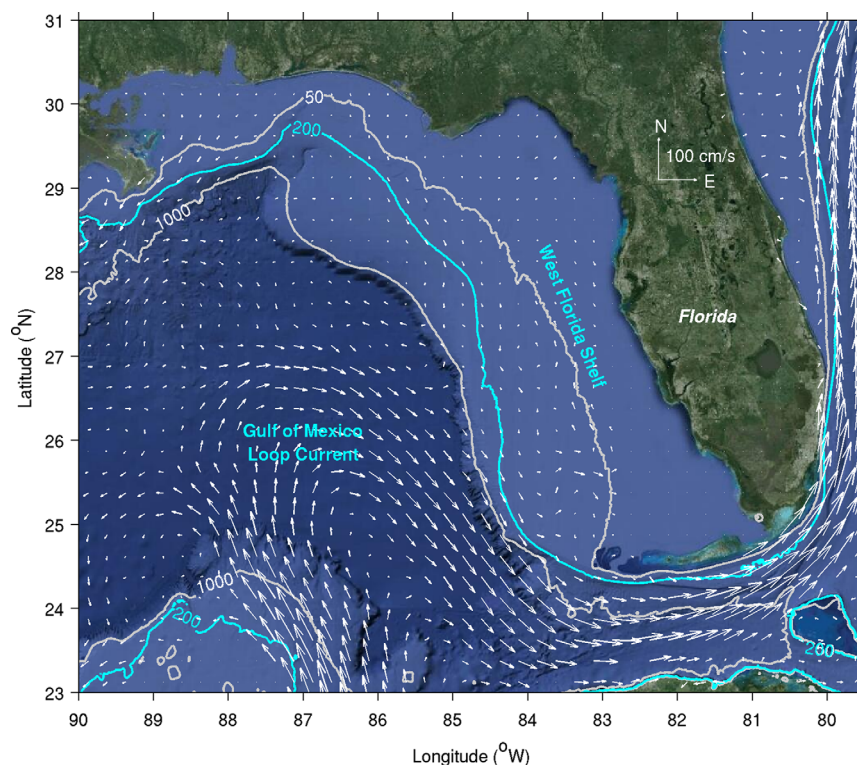 31
30
29
28
27
26
25
24
23
Latitude (°N)
50
200
1000
N
100 cm/s
E
West Florida Shelf
Florida
Gulf of Mexico
Loop Current
1000
200
250
90 89 88 87 86 85 84 83 82 81 80
Longitude (°W)